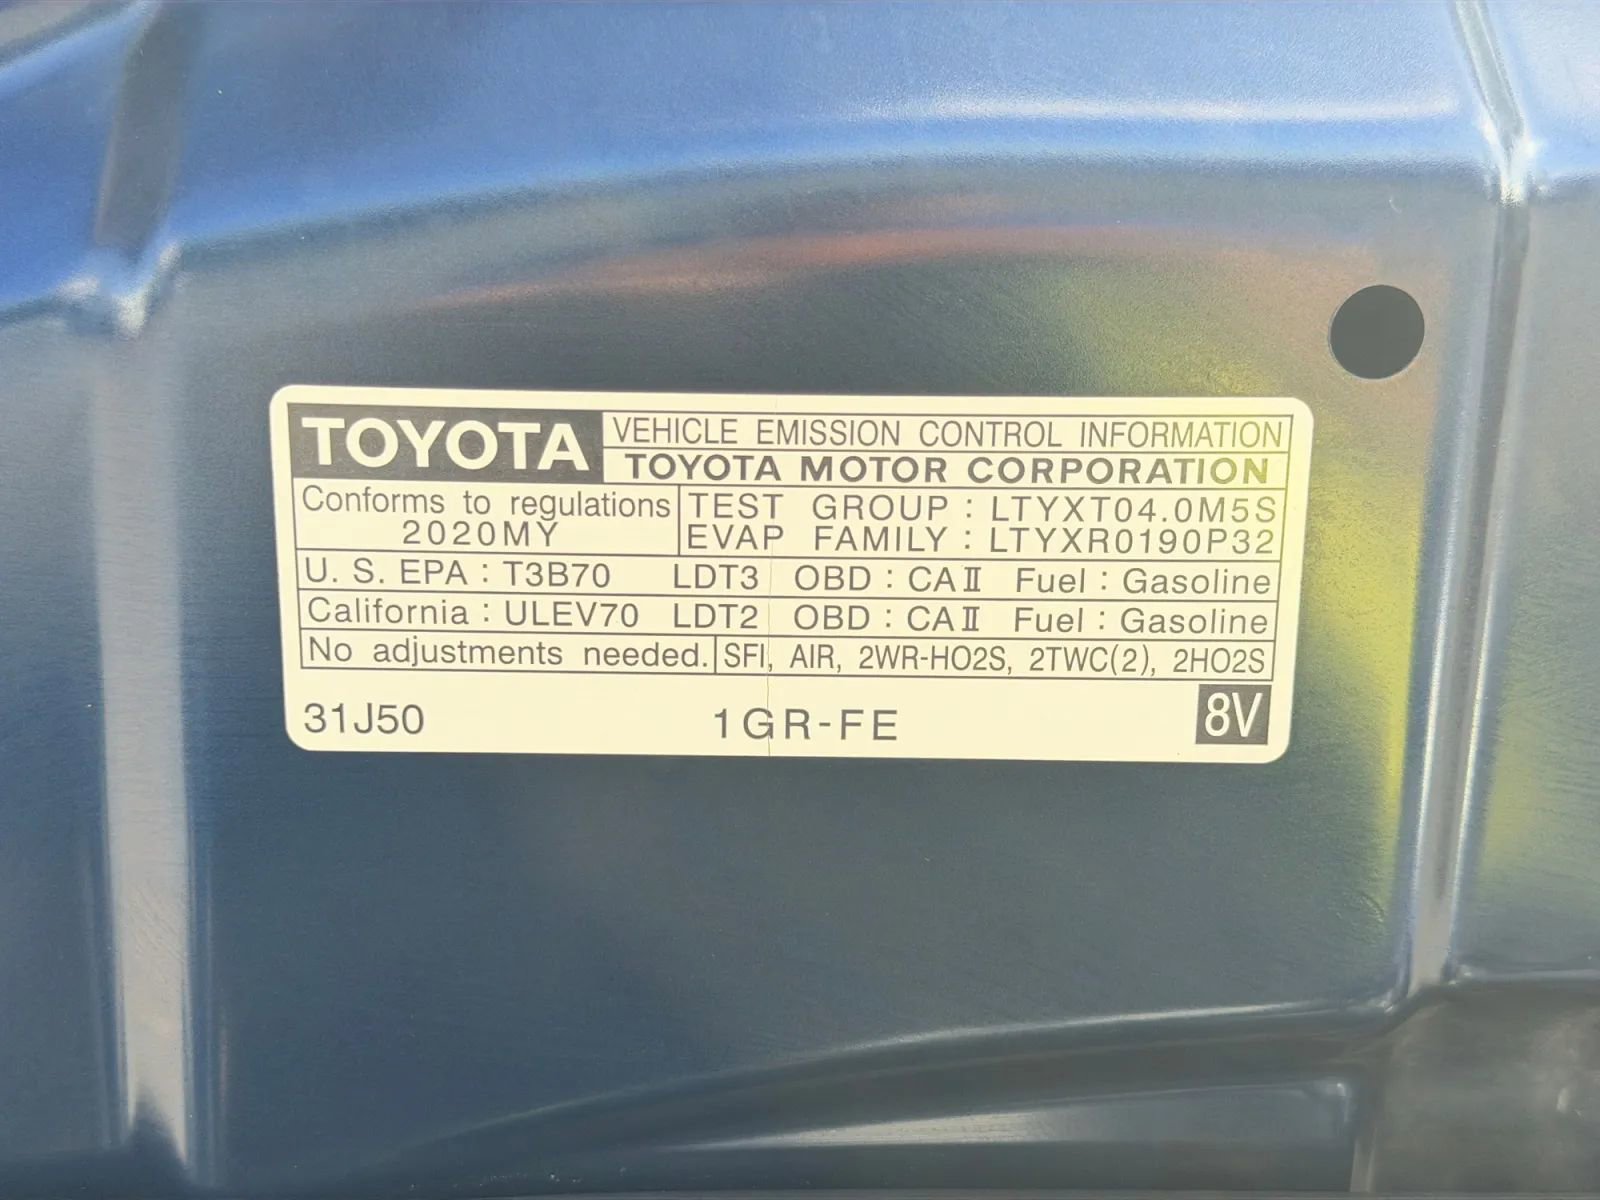 TOYOTA VEHICLE EMISSION CONTROL INFORMATION
TOYOTA MOTOR CORPORATION
Conforms to regulations
2020MY
TEST GROUP : LTYXT04.0M5S
EVAP FAMILY : LTYXR0190P32
U. S. EPA : T3B70 LDT3 OBD : CAⅡ Fuel : Gasoline
California : ULEV70 LDT2 OBD : CAⅡ Fuel : Gasoline
No adjustments needed. SFI, AIR, 2WR-HO2S, 2TWC(2), 2HO2S
31J50 1GR-FE 8V